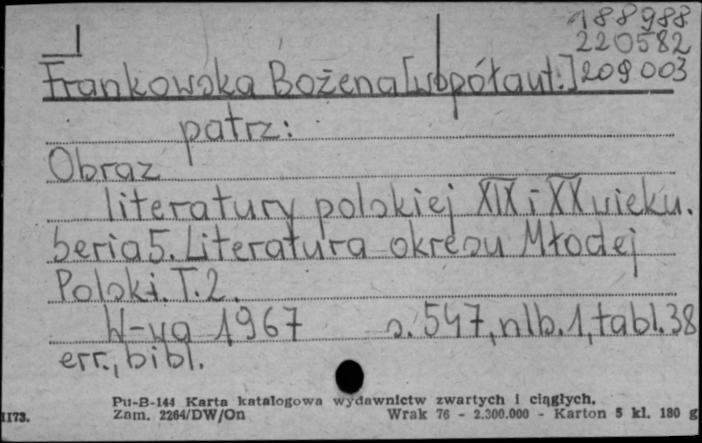 188988
220582
Frankowska Bożena [współaut.] 209003
patrz:
Obraz
literatury polskiej XIX i XX wieku.
Seria 5. Literatura okresu Młodej
Polski. T. 2.
W-wa 1967 s. 547, nlb. 1, tabl. 38
err., bibl.
Pu-B-144 Karta katalogowa wydawnictw zwartych i ciągłych.
1173. Zam. 2264/DW/On Wrak 76 - 2.300.000 - Karton 5 kl. 180 g